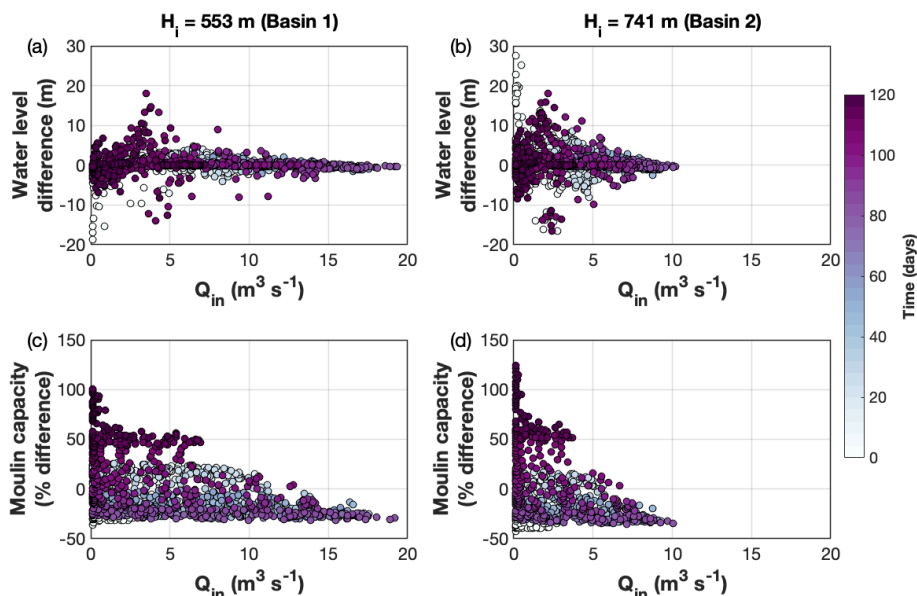 H_i = 553 m (Basin 1)
H_i = 741 m (Basin 2)
(a)
30
20
10
0
-10
20
Water level
difference (m)
0 5 10 15 20
Q_in (m³ s⁻¹)
(b)
30
20
10
0
-10
-20
Water level
difference (m)
0 5 10 15 20
Q_in (m³ s⁻¹)
(c)
150
100
50
0
-50
Moulin capacity
(% difference)
0 5 10 15 20
Q_in (m³ s⁻¹)
(d)
150
100
50
0
-50
Moulin capacity
(% difference)
0 5 10 15 20
Q_in (m³ s⁻¹)
120
100
80
60
40
20
0
Time (days)